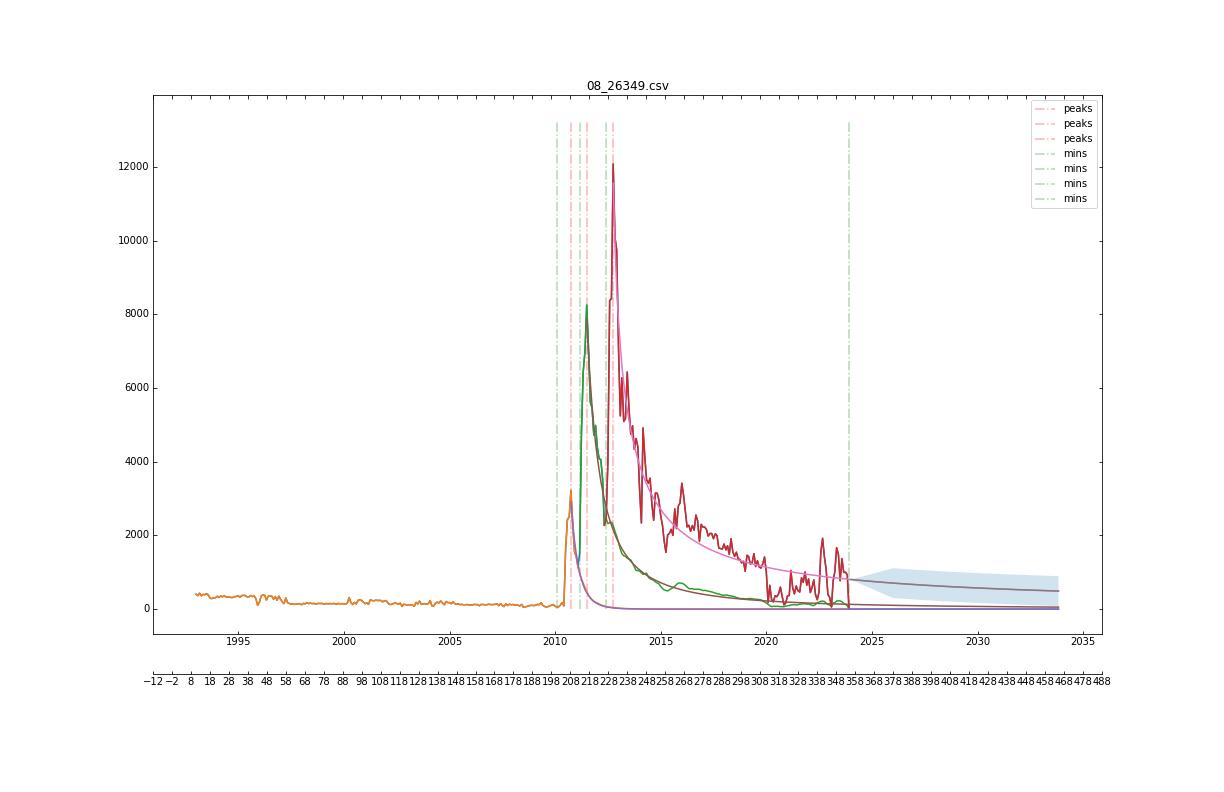 08_26349.csv
peaks
peaks
peaks
mins
mins
mins
mins
12000
10000
8000
6000
4000
2000
0
1995 2000 2005 2010 2015 2020 2025 2030 2035
−12 −2 8 18 28 38 48 58 68 78 88 98 108 118 128 138 148 158 168 178 188 198 208 218 228 238 248 258 268 278 288 298 308 318 328 338 348 358 368 378 388 398 408 418 428 438 448 458 468 478 488